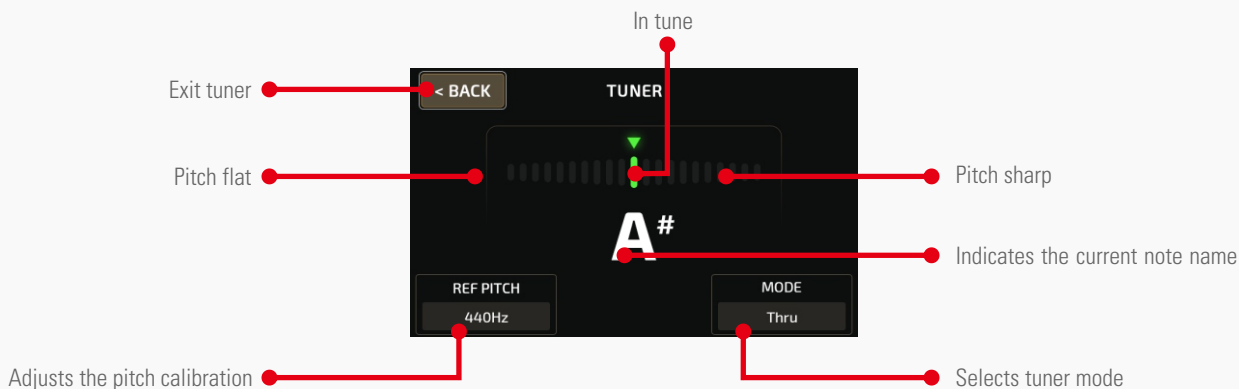 In tune
Exit tuner
< BACK
TUNER
Pitch flat
Pitch sharp
A#
Indicates the current note name
REF PITCH
MODE
440Hz
Thru
Adjusts the pitch calibration
Selects tuner mode